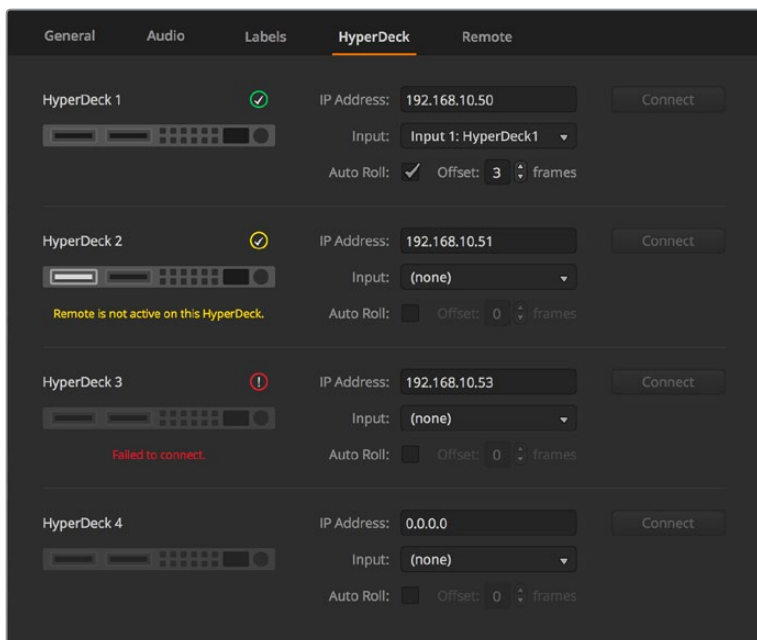 General Audio Labels HyperDeck Remote
HyperDeck 1 IP Address: 192.168.10.50 Connect
Input: Input 1: HyperDeck1
Auto Roll: Offset: 3 frames
HyperDeck 2 IP Address: 192.168.10.51 Connect
Input: (none)
Remote is not active on this HyperDeck. Auto Roll: Offset: 0 frames
HyperDeck 3 IP Address: 192.168.10.53 Connect
Input: (none)
Failed to connect. Auto Roll: Offset: 0 frames
HyperDeck 4 IP Address: 0.0.0.0 Connect
Input: (none)
Auto Roll: Offset: 0 frames